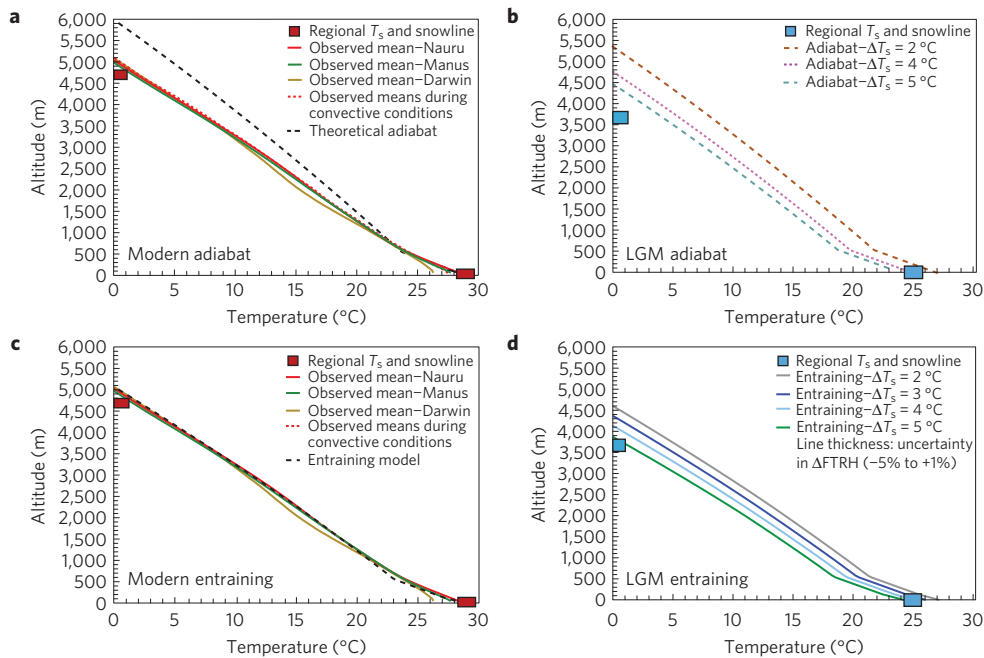 a
6,000
5,500
5,000
4,500
4,000
3,500
3,000
2,500
2,000
1,500
1,000
500
0
Altitude (m)
Regional Ts and snowline
Observed mean–Nauru
Observed mean–Manus
Observed mean–Darwin
Observed means during
convective conditions
Theoretical adiabat
Modern adiabat
0 5 10 15 20 25 30
Temperature (°C)
b
6,000
5,500
5,000
4,500
4,000
3,500
3,000
2,500
2,000
1,500
1,000
500
0
Altitude (m)
Regional Ts and snowline
Adiabat–ΔTs = 2 °C
Adiabat–ΔTs = 4 °C
Adiabat–ΔTs = 5 °C
LGM adiabat
0 5 10 15 20 25 30
Temperature (°C)
c
6,000
5,500
5,000
4,500
4,000
3,500
3,000
2,500
2,000
1,500
1,000
500
0
Altitude (m)
Regional Ts and snowline
Observed mean–Nauru
Observed mean–Manus
Observed mean–Darwin
Observed means during
convective conditions
Entraining model
Modern entraining
0 5 10 15 20 25 30
Temperature (°C)
d
6,000
5,500
5,000
4,500
4,000
3,500
3,000
2,500
2,000
1,500
1,000
500
0
Altitude (m)
Regional Ts and snowline
Entraining–ΔTs = 2 °C
Entraining–ΔTs = 3 °C
Entraining–ΔTs = 4 °C
Entraining–ΔTs = 5 °C
Line thickness: uncertainty
in ΔFTRH (−5% to +1%)
LGM entraining
0 5 10 15 20 25 30
Temperature (°C)